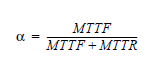 α = MTTF / MTTF + MTTR